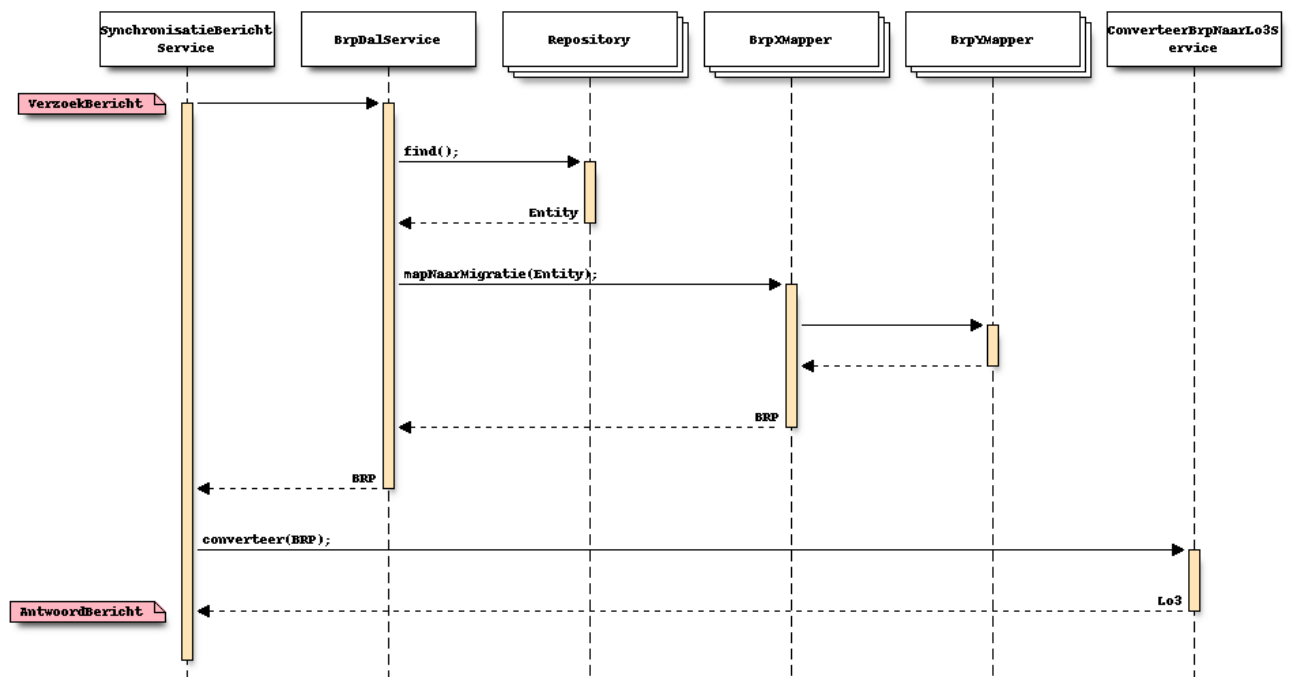 SynchronisatieBericht
Service
BrpDalService
Repository
BrpXMapper
BrpYMapper
ConverteerBrpNaarLo3S
ervice
VerzoekBericht
find();
Entity
mapNaarMigratie(Entity);
BRP
BRP
converteer(BRP);
AntwoordBericht
Lo3